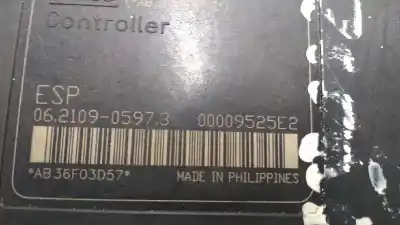 Controller
ESP
06.2109-0597.3 00009525E2
*AB36F03D57* MADE IN PHILIPPINES